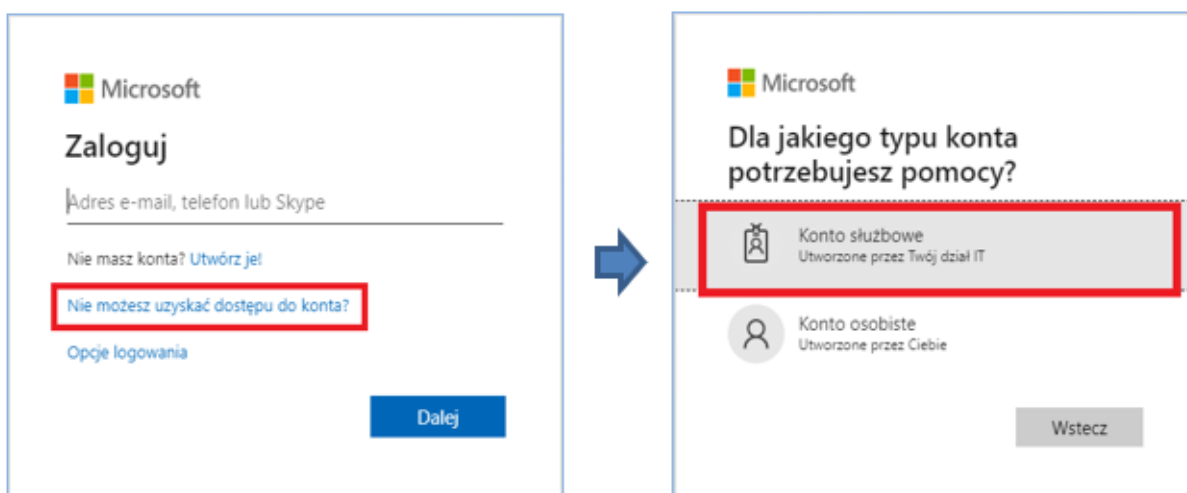 Microsoft
Zaloguj
Adres e-mail, telefon lub Skype
Nie masz konta? Utwórz je!
Nie możesz uzyskać dostępu do konta?
Opcje logowania
Dalej
Microsoft
Dla jakiego typu konta
potrzebujesz pomocy?
Konto służbowe
Utworzone przez Twój dział IT
Konto osobiste
Utworzone przez Ciebie
Wstecz